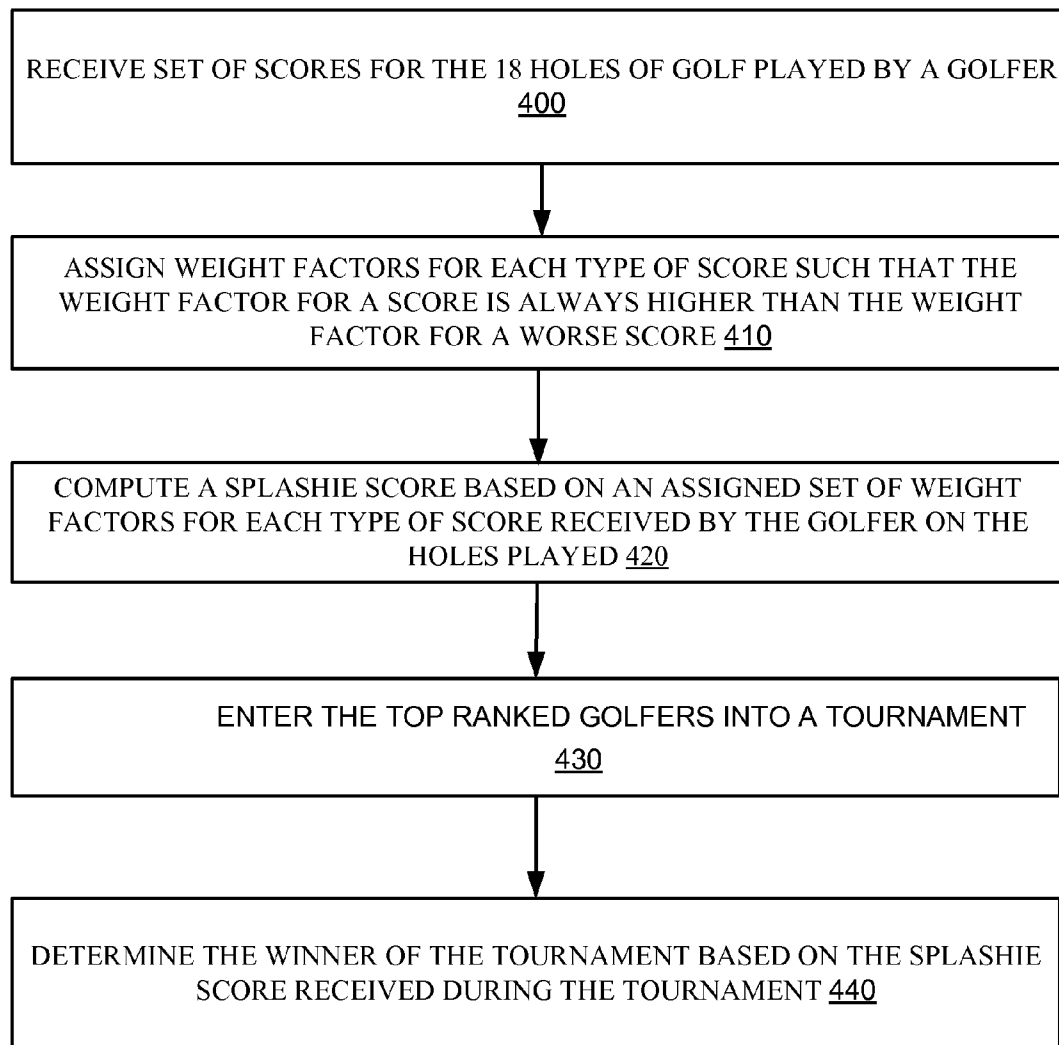 RECEIVE SET OF SCORES FOR THE 18 HOLES OF GOLF PLAYED BY A GOLFER
400
ASSIGN WEIGHT FACTORS FOR EACH TYPE OF SCORE SUCH THAT THE
WEIGHT FACTOR FOR A SCORE IS ALWAYS HIGHER THAN THE WEIGHT
FACTOR FOR A WORSE SCORE 410
COMPUTE A SPLASHIE SCORE BASED ON AN ASSIGNED SET OF WEIGHT
FACTORS FOR EACH TYPE OF SCORE RECEIVED BY THE GOLFER ON THE
HOLES PLAYED 420
ENTER THE TOP RANKED GOLFERS INTO A TOURNAMENT
430
DETERMINE THE WINNER OF THE TOURNAMENT BASED ON THE SPLASHIE
SCORE RECEIVED DURING THE TOURNAMENT 440